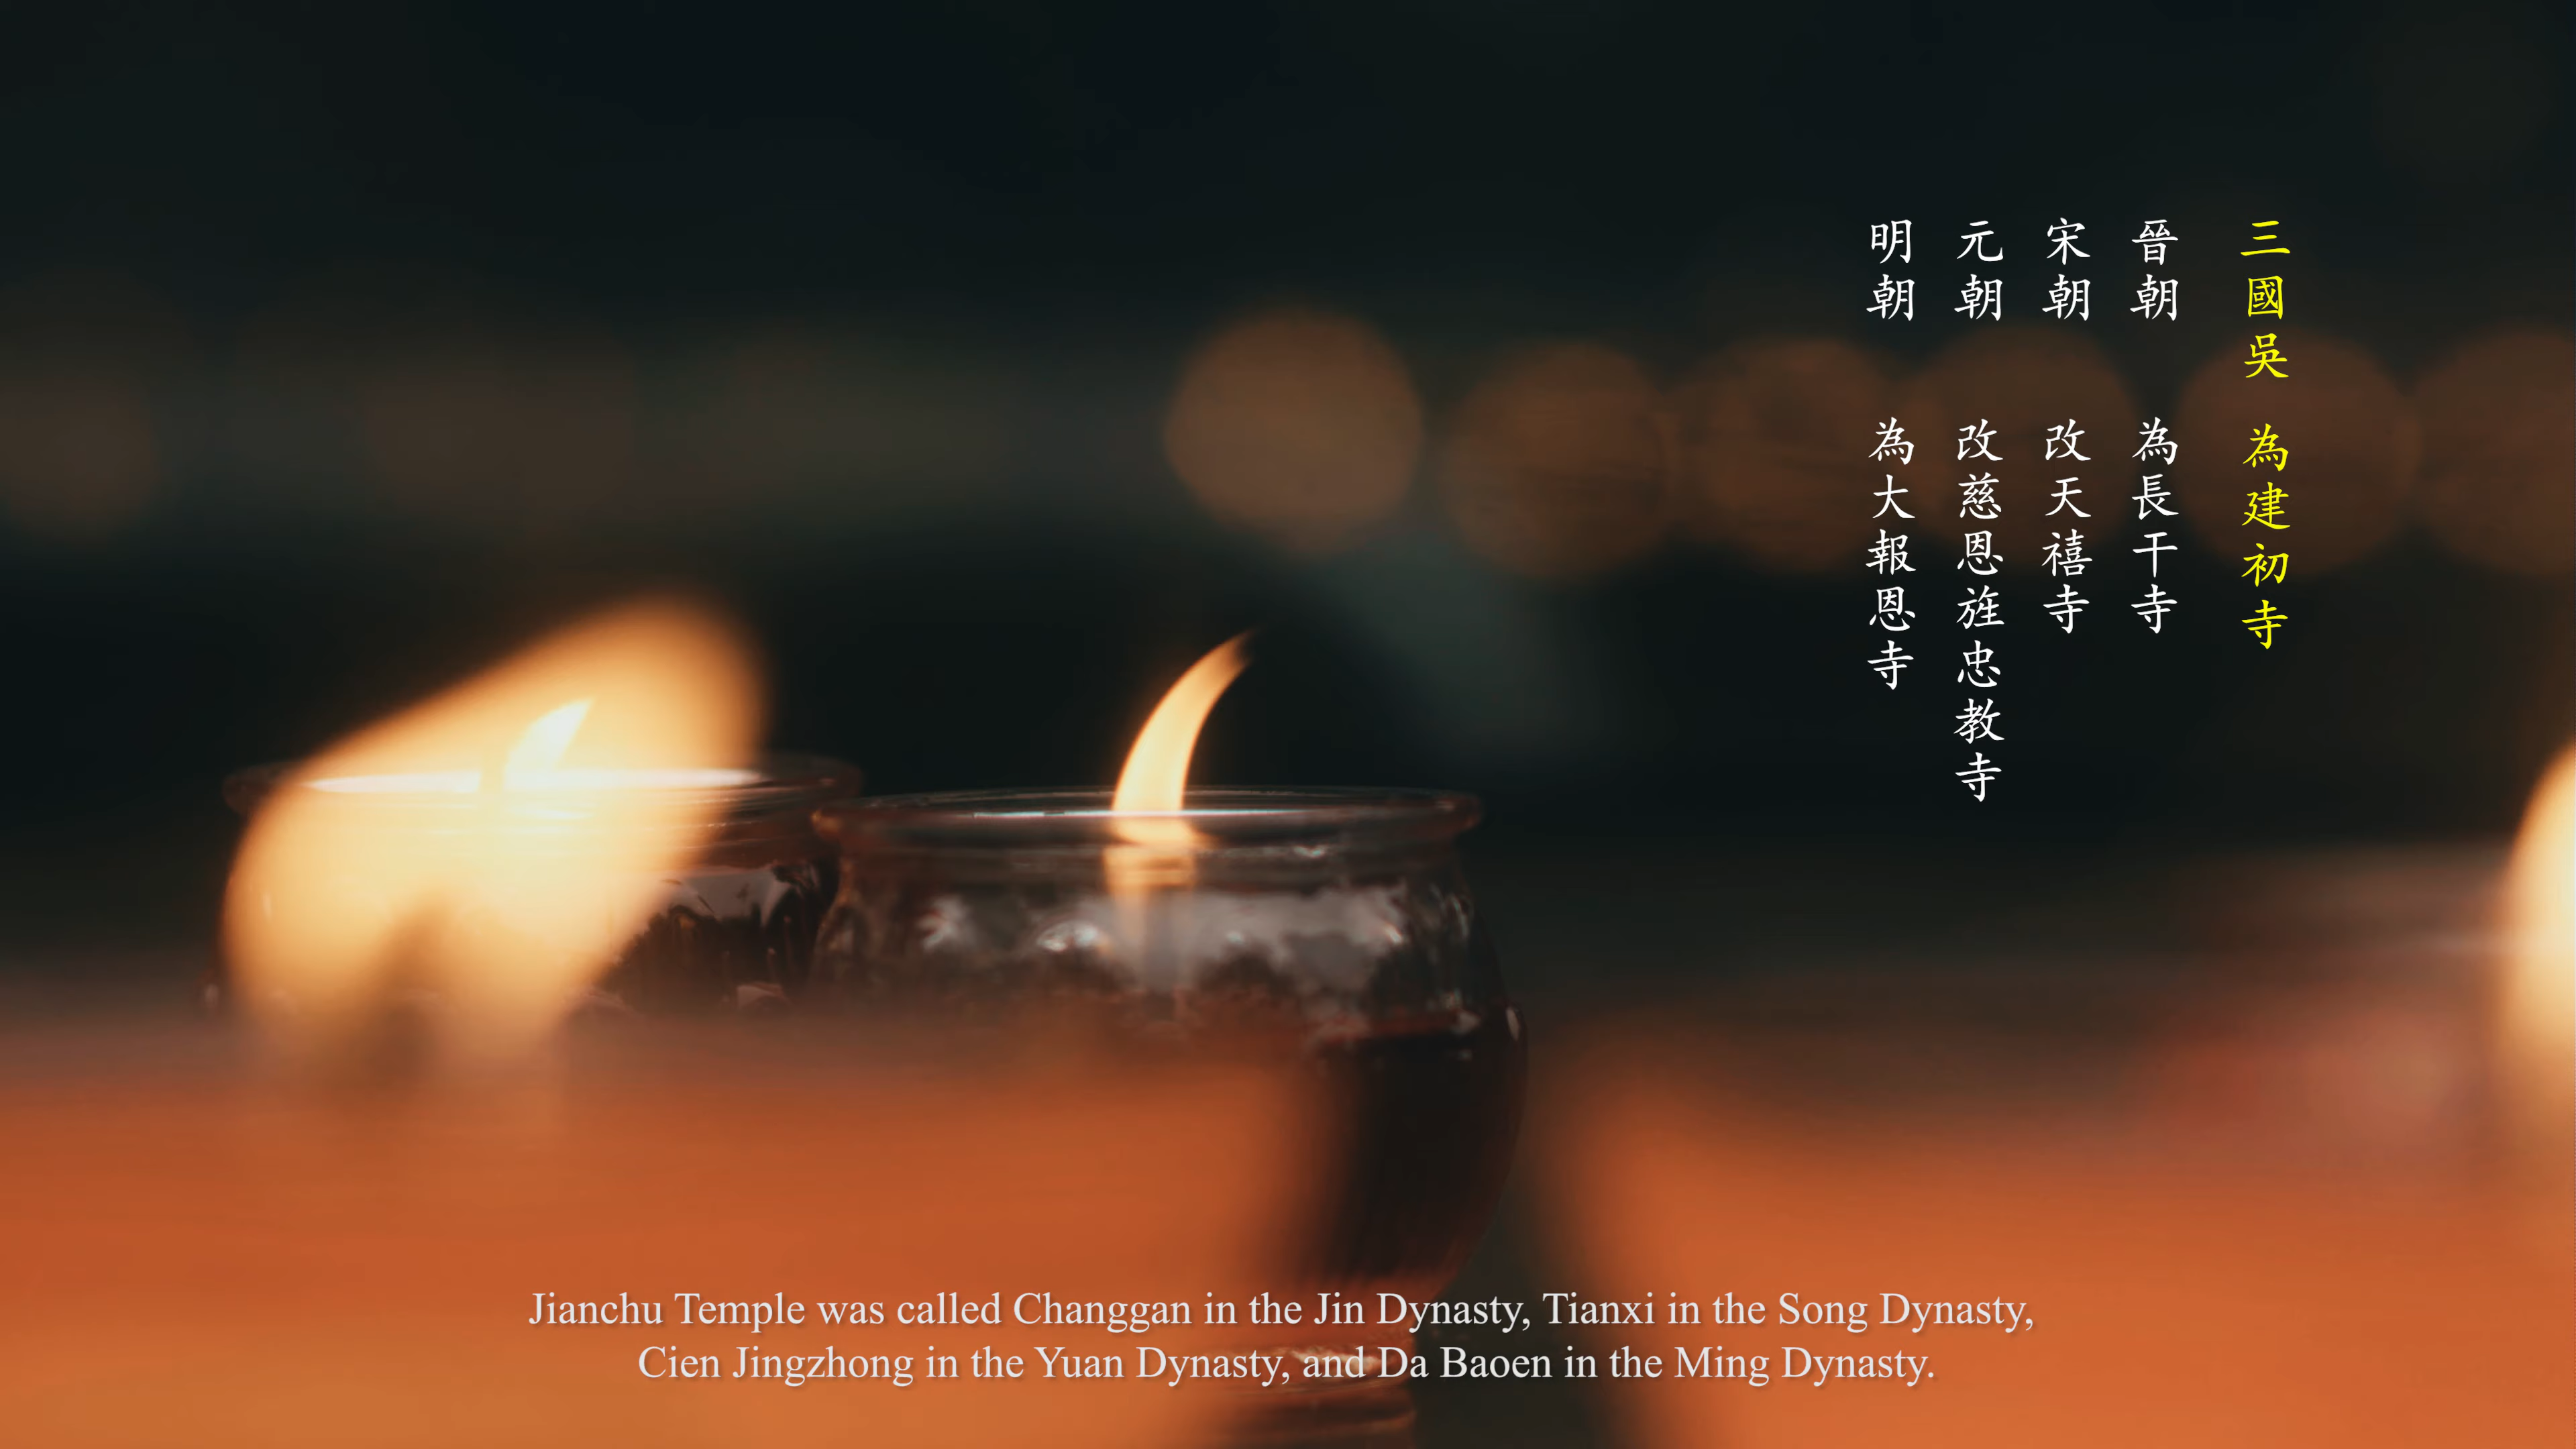 三國吳 為建初寺
晉朝 為長干寺
宋朝 改天禧寺
元朝 改慈恩旌忠教寺
明朝 為大報恩寺
Jianchu Temple was called Changgan in the Jin Dynasty, Tianxi in the Song Dynasty,
Cien Jingzhong in the Yuan Dynasty, and Da Baoen in the Ming Dynasty.